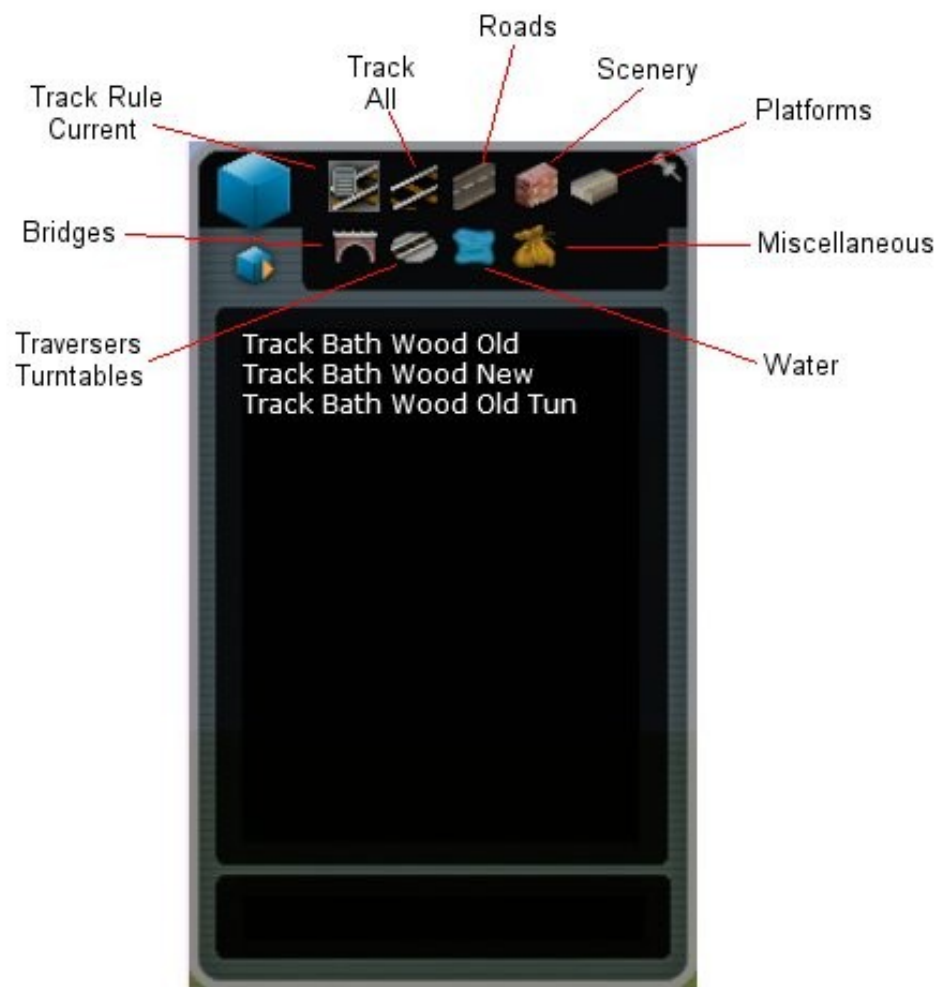 Roads
Track
All
Scenery
Track Rule
Current
Platforms
Bridges
Miscellaneous
Traversers
Turntables
Water
Track Bath Wood Old
Track Bath Wood New
Track Bath Wood Old Tun